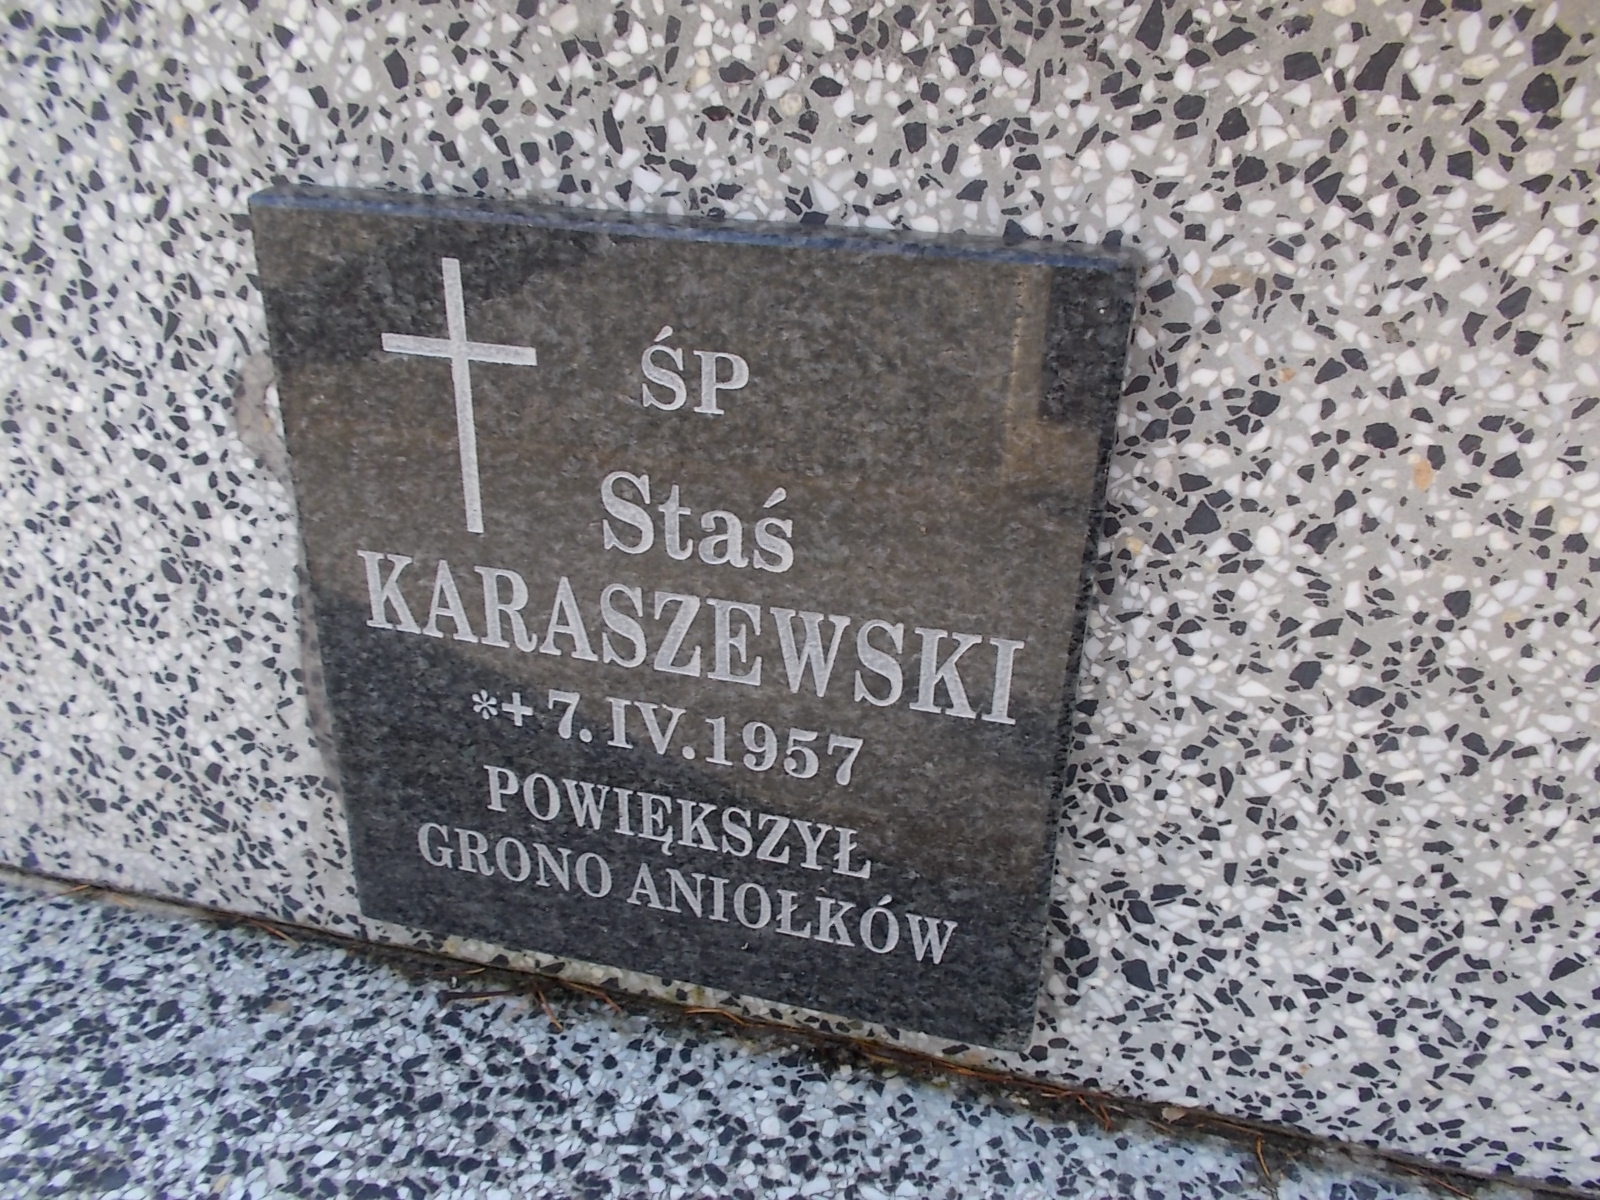 ŚP
Staś
KARASZEWSKI
*+ 7.IV.1957
POWIĘKSZYŁ
GRONO ANIOŁKÓW